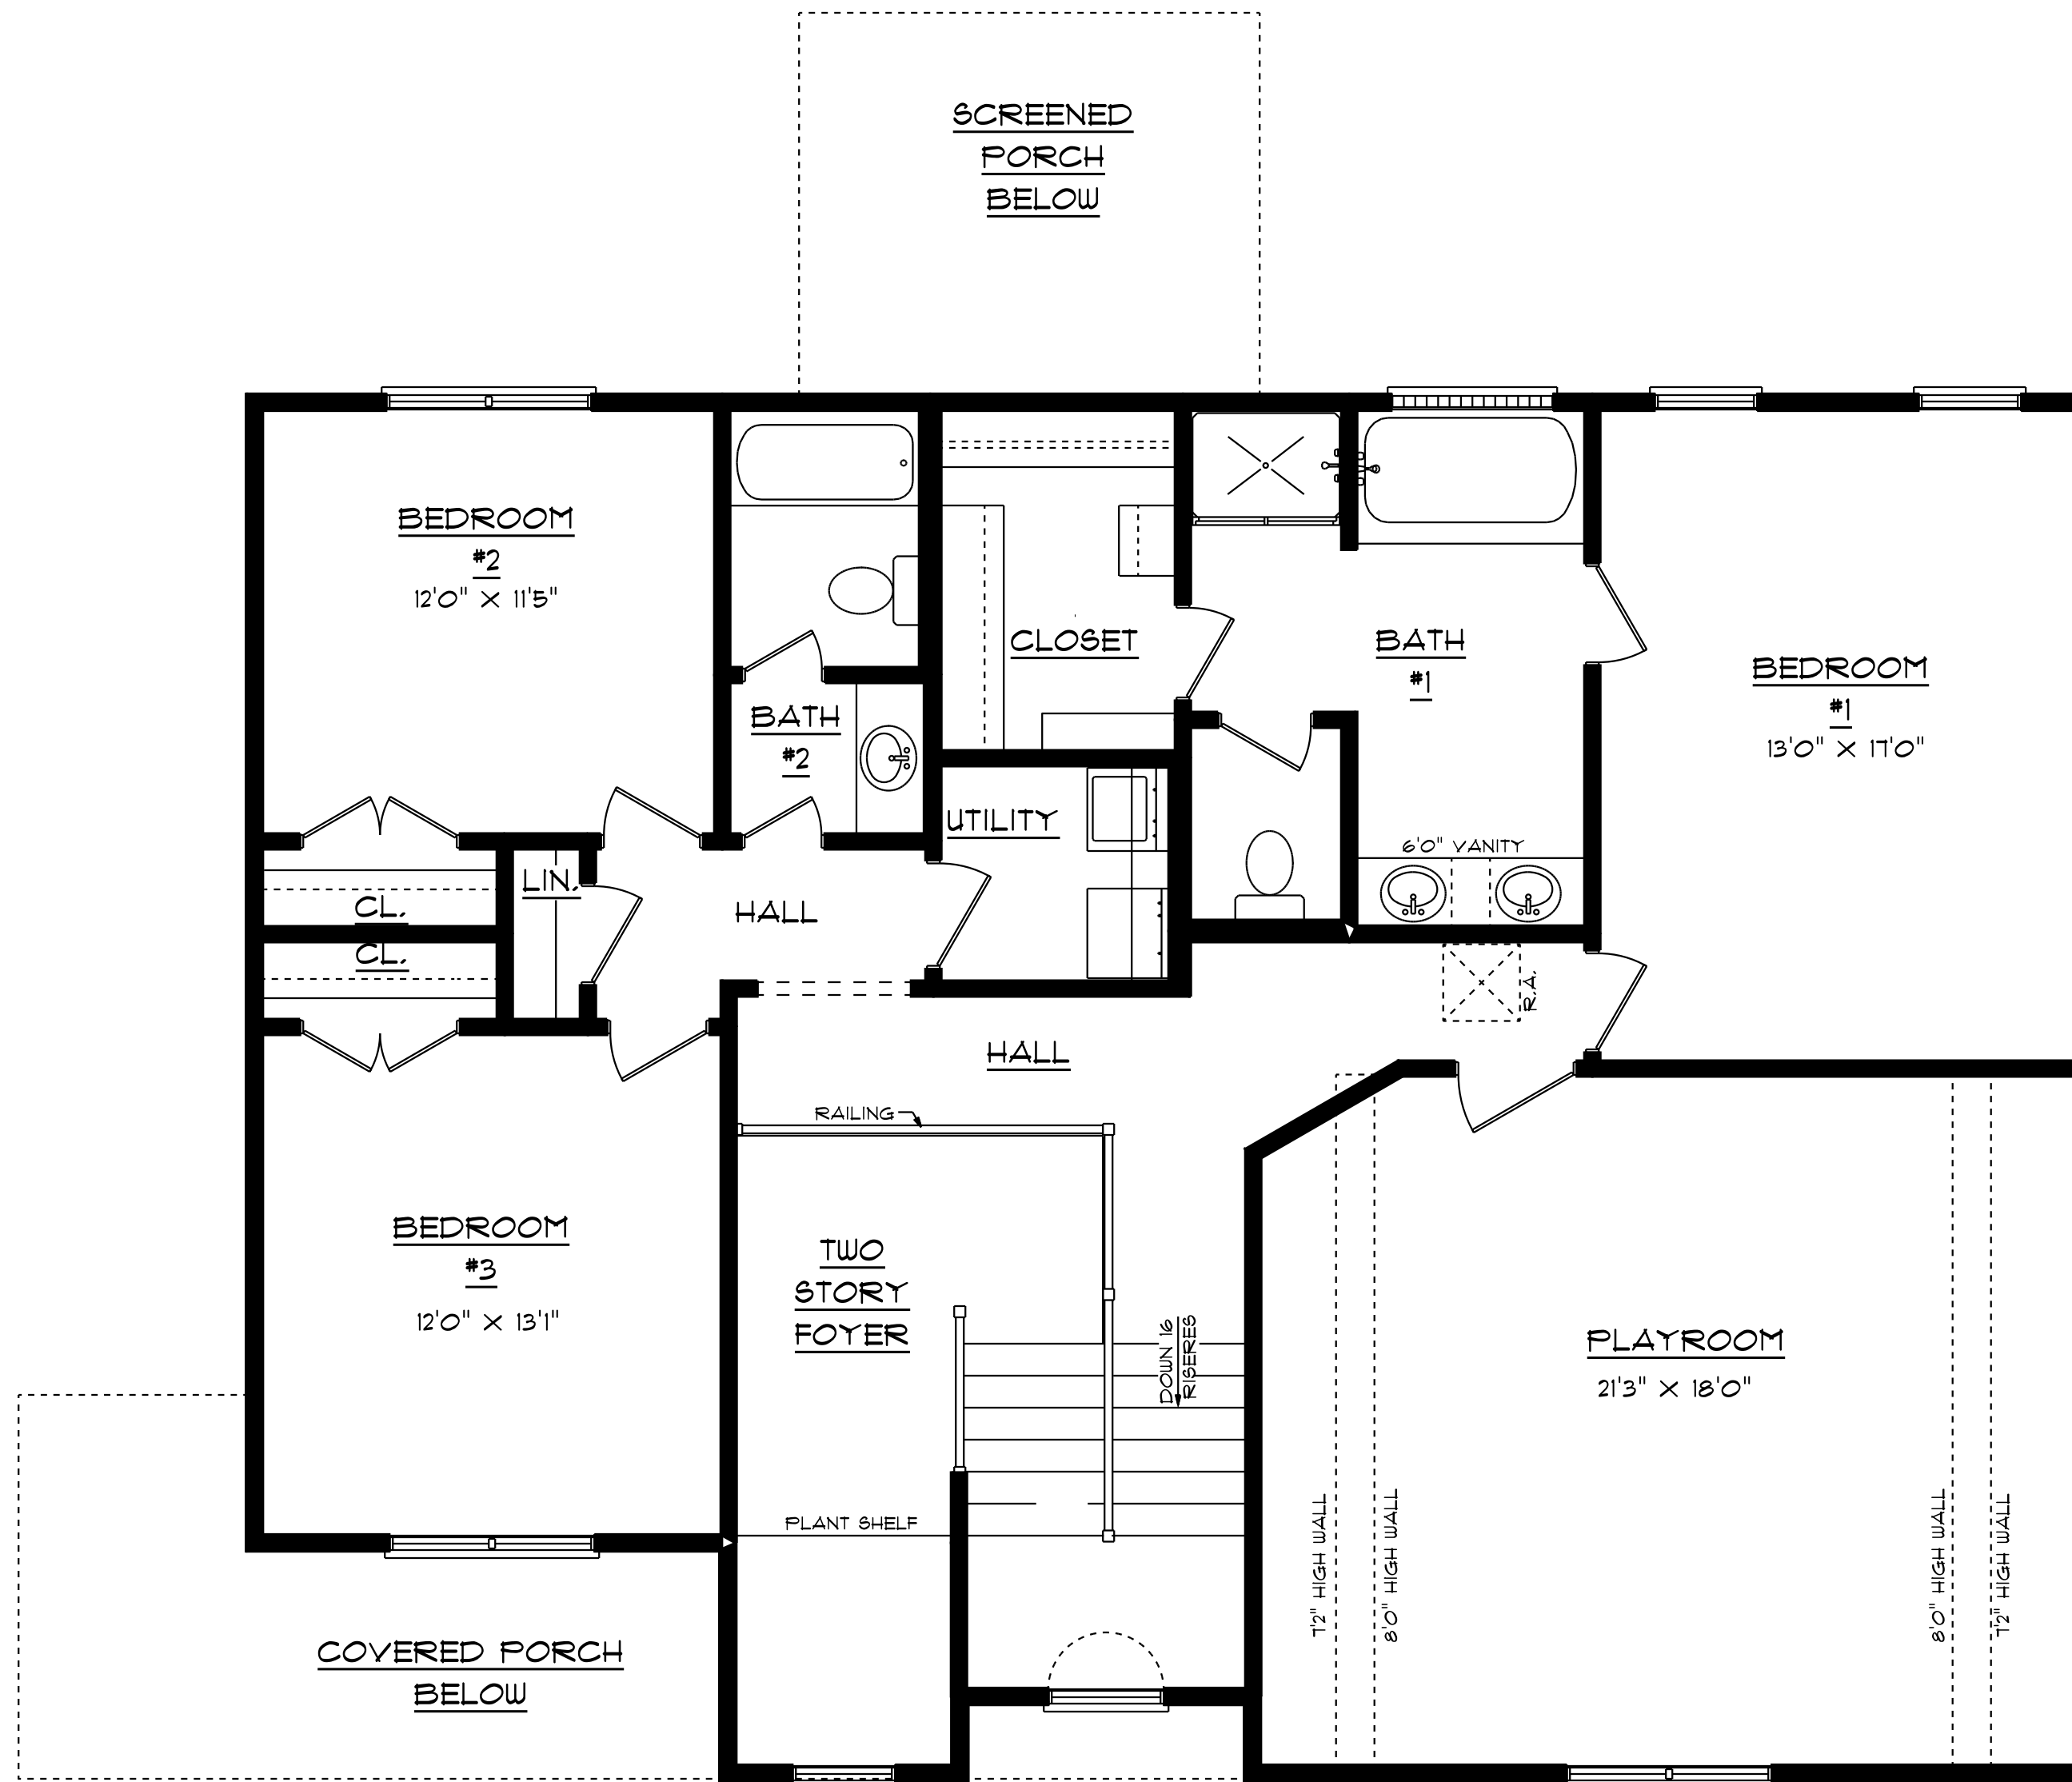 SCREENED
PORCH
BELOW
BEDROOM
#2
12'0" X 11'5"
CLOSET
BATH
#1
BEDROOM
#1
13'0" X 17'0"
BATH
#2
UTILITY
6'0" VANITY
LIN.
CL.
HALL
CL.
R.A.
HALL
RAILING
BEDROOM
#3
12'0" X 13'1"
TWO
STORY
FOYER
DOWN 16
RISERES
PLAYROOM
21'3" X 18'0"
PLANT SHELF
7'2" HIGH WALL
8'0" HIGH WALL
8'0" HIGH WALL
7'2" HIGH WALL
COVERED PORCH
BELOW